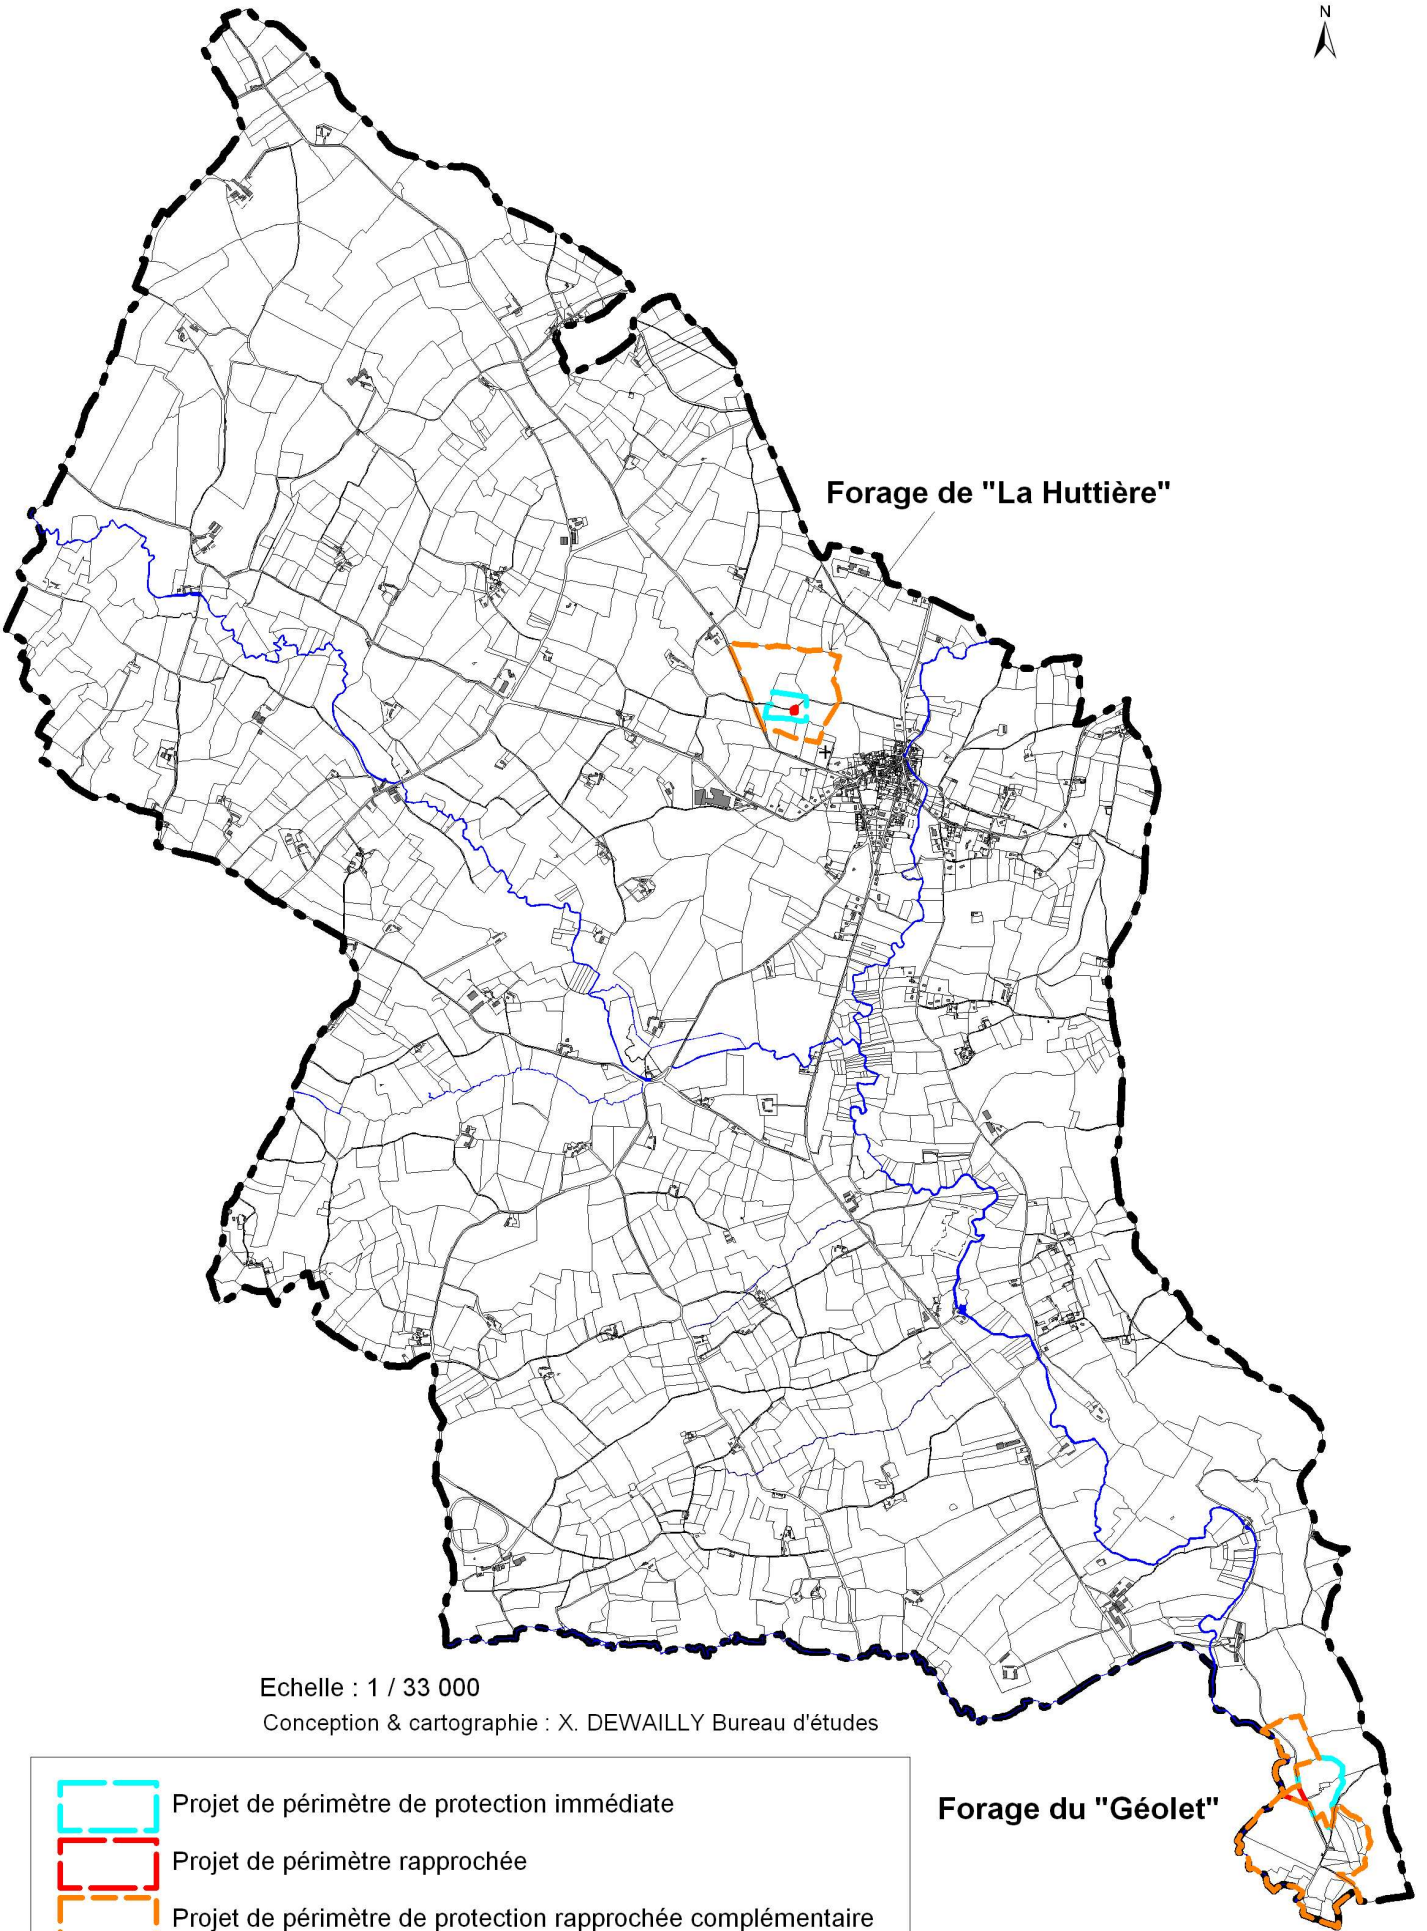 N
Forage de "La Huttière"
Echelle : 1 / 33 000
Conception & cartographie : X. DEWAILLY Bureau d'études
Forage du "Géolet"
Projet de périmètre de protection immédiate
Projet de périmètre rapprochée
Projet de périmètre de protection rapprochée complémentaire